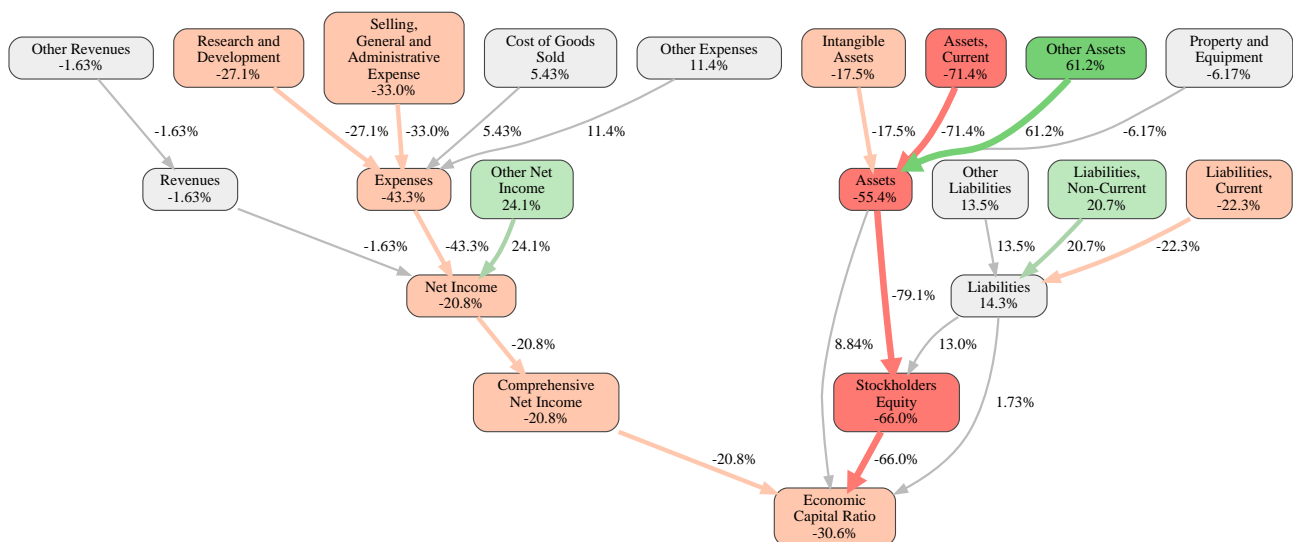 Other Revenues
-1.63%
Research and
Development
-27.1%
Selling,
General and
Administrative
Expense
-33.0%
Cost of Goods
Sold
5.43%
Other Expenses
11.4%
Intangible
Assets
-17.5%
Assets,
Current
-71.4%
Other Assets
61.2%
Property and
Equipment
-6.17%
-1.63%
-27.1%
-33.0%
5.43%
11.4%
-17.5%
-71.4%
61.2%
-6.17%
Revenues
-1.63%
Expenses
-43.3%
Other Net
Income
24.1%
Assets
-55.4%
Other
Liabilities
13.5%
Liabilities,
Non-Current
20.7%
Liabilities,
Current
-22.3%
-1.63%
-43.3%
24.1%
13.5%
20.7%
-22.3%
Net Income
-20.8%
-79.1%
Liabilities
14.3%
-20.8%
8.84%
13.0%
Comprehensive
Net Income
-20.8%
Stockholders
Equity
-66.0%
1.73%
-20.8%
-66.0%
Economic
Capital Ratio
-30.6%